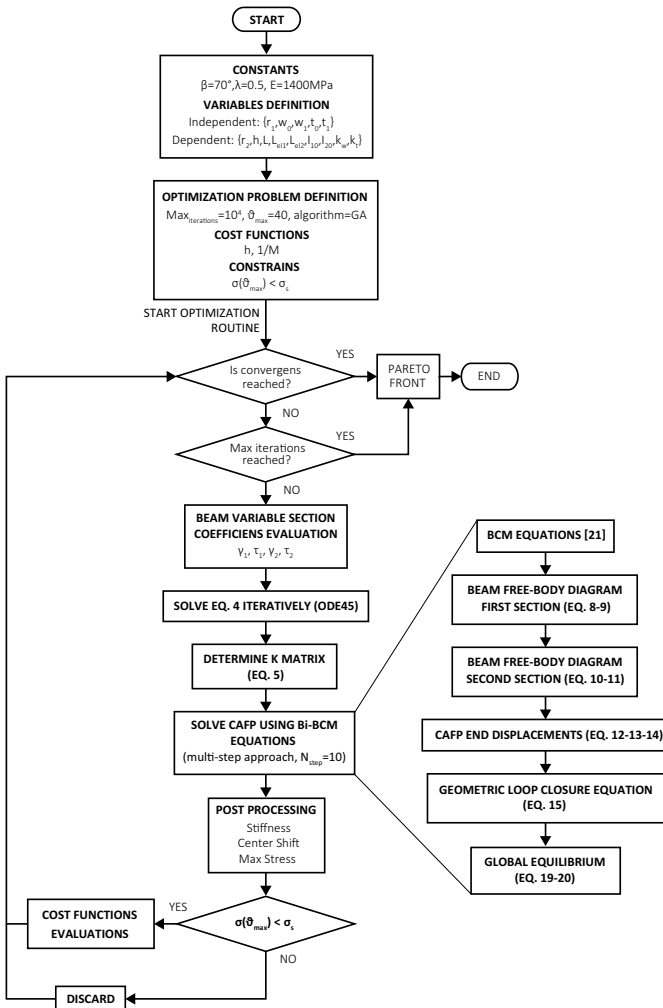 START
CONSTANTS
β=70°,λ=0.5, E=1400MPa
VARIABLES DEFINITION
Independent: {r₁,w₀,w₁,t₀,t₁}
Dependent: {r₂,h,L,Lₑₗ₁,Lₑₗ₂,I₁₀,I₂₀,k_w,kₜ}
OPTIMIZATION PROBLEM DEFINITION
Max_iterations=10⁴, ϑ_max=40, algorithm=GA
COST FUNCTIONS
h, 1/M
CONSTRAINS
σ(ϑ_max) < σₛ
START OPTIMIZATION
ROUTINE
Is convergens
reached?
YES
NO
PARETO
FRONT
END
Max iterations
reached?
YES
NO
BEAM VARIABLE SECTION
COEFFICIENS EVALUATION
γ₁, τ₁, γ₂, τ₂
SOLVE EQ. 4 ITERATIVELY (ODE45)
DETERMINE K MATRIX
(EQ. 5)
SOLVE CAFP USING Bi-BCM
EQUATIONS
(multi-step approach, N_step=10)
POST PROCESSING
Stiffness
Center Shift
Max Stress
σ(ϑ_max) < σₛ
YES
NO
COST FUNCTIONS
EVALUATIONS
DISCARD
BCM EQUATIONS [21]
BEAM FREE-BODY DIAGRAM
FIRST SECTION (EQ. 8-9)
BEAM FREE-BODY DIAGRAM
SECOND SECTION (EQ. 10-11)
CAFP END DISPLACEMENTS (EQ. 12-13-14)
GEOMETRIC LOOP CLOSURE EQUATION
(EQ. 15)
GLOBAL EQUILIBRIUM
(EQ. 19-20)